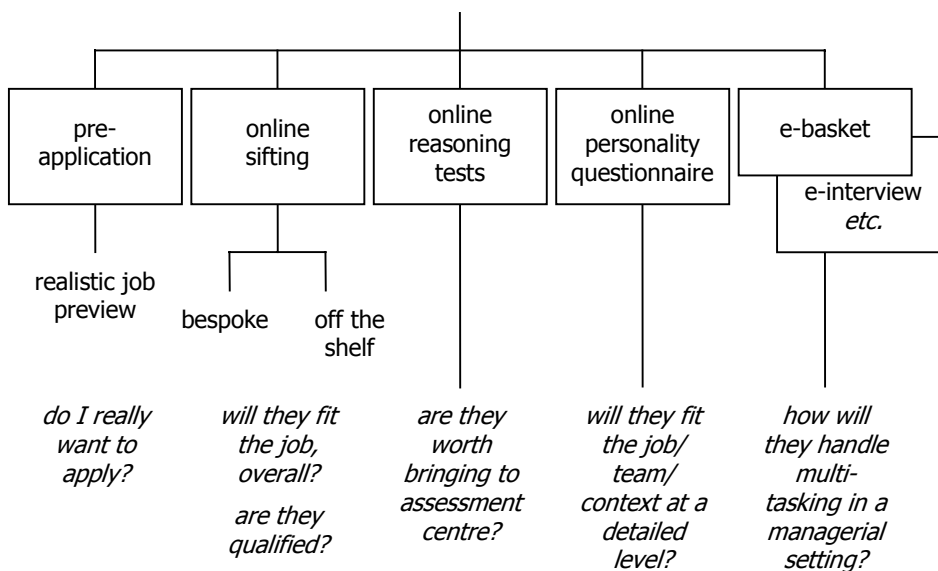 pre-
application
online
sifting
online
reasoning
tests
online
personality
questionnaire
e-basket
e-interview
etc.
realistic job
preview
bespoke
off the
shelf
do I really
want to
apply?
will they fit
the job,
overall?
are they
qualified?
are they
worth
bringing to
assessment
centre?
will they fit
the job/
team/
context at a
detailed
level?
how will
they handle
multi-
tasking in a
managerial
setting?